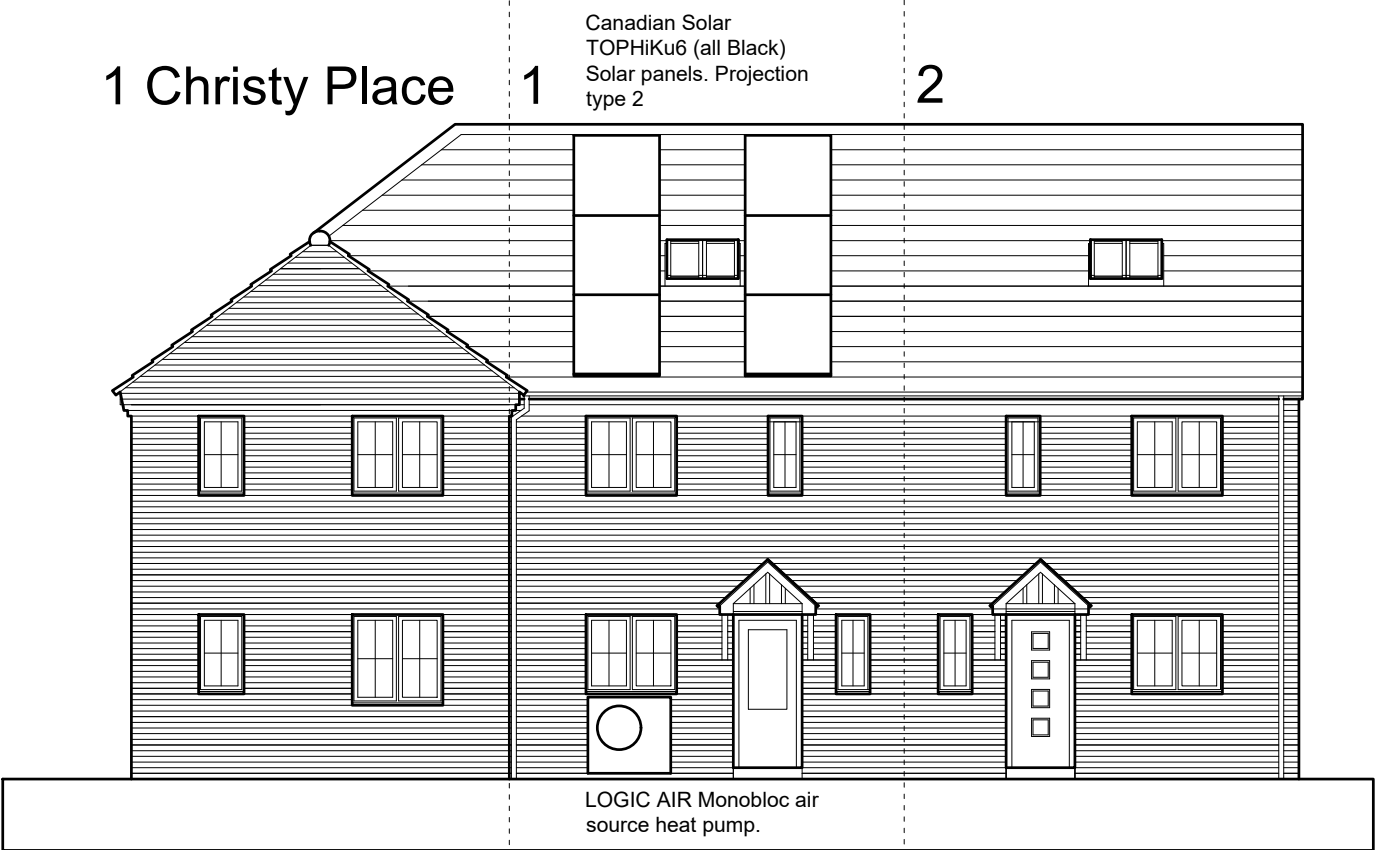 Canadian Solar
TOPHiKu6 (all Black)
Solar panels. Projection
type 2
1 Christy Place
1
2
LOGIC AIR Monobloc air
source heat pump.